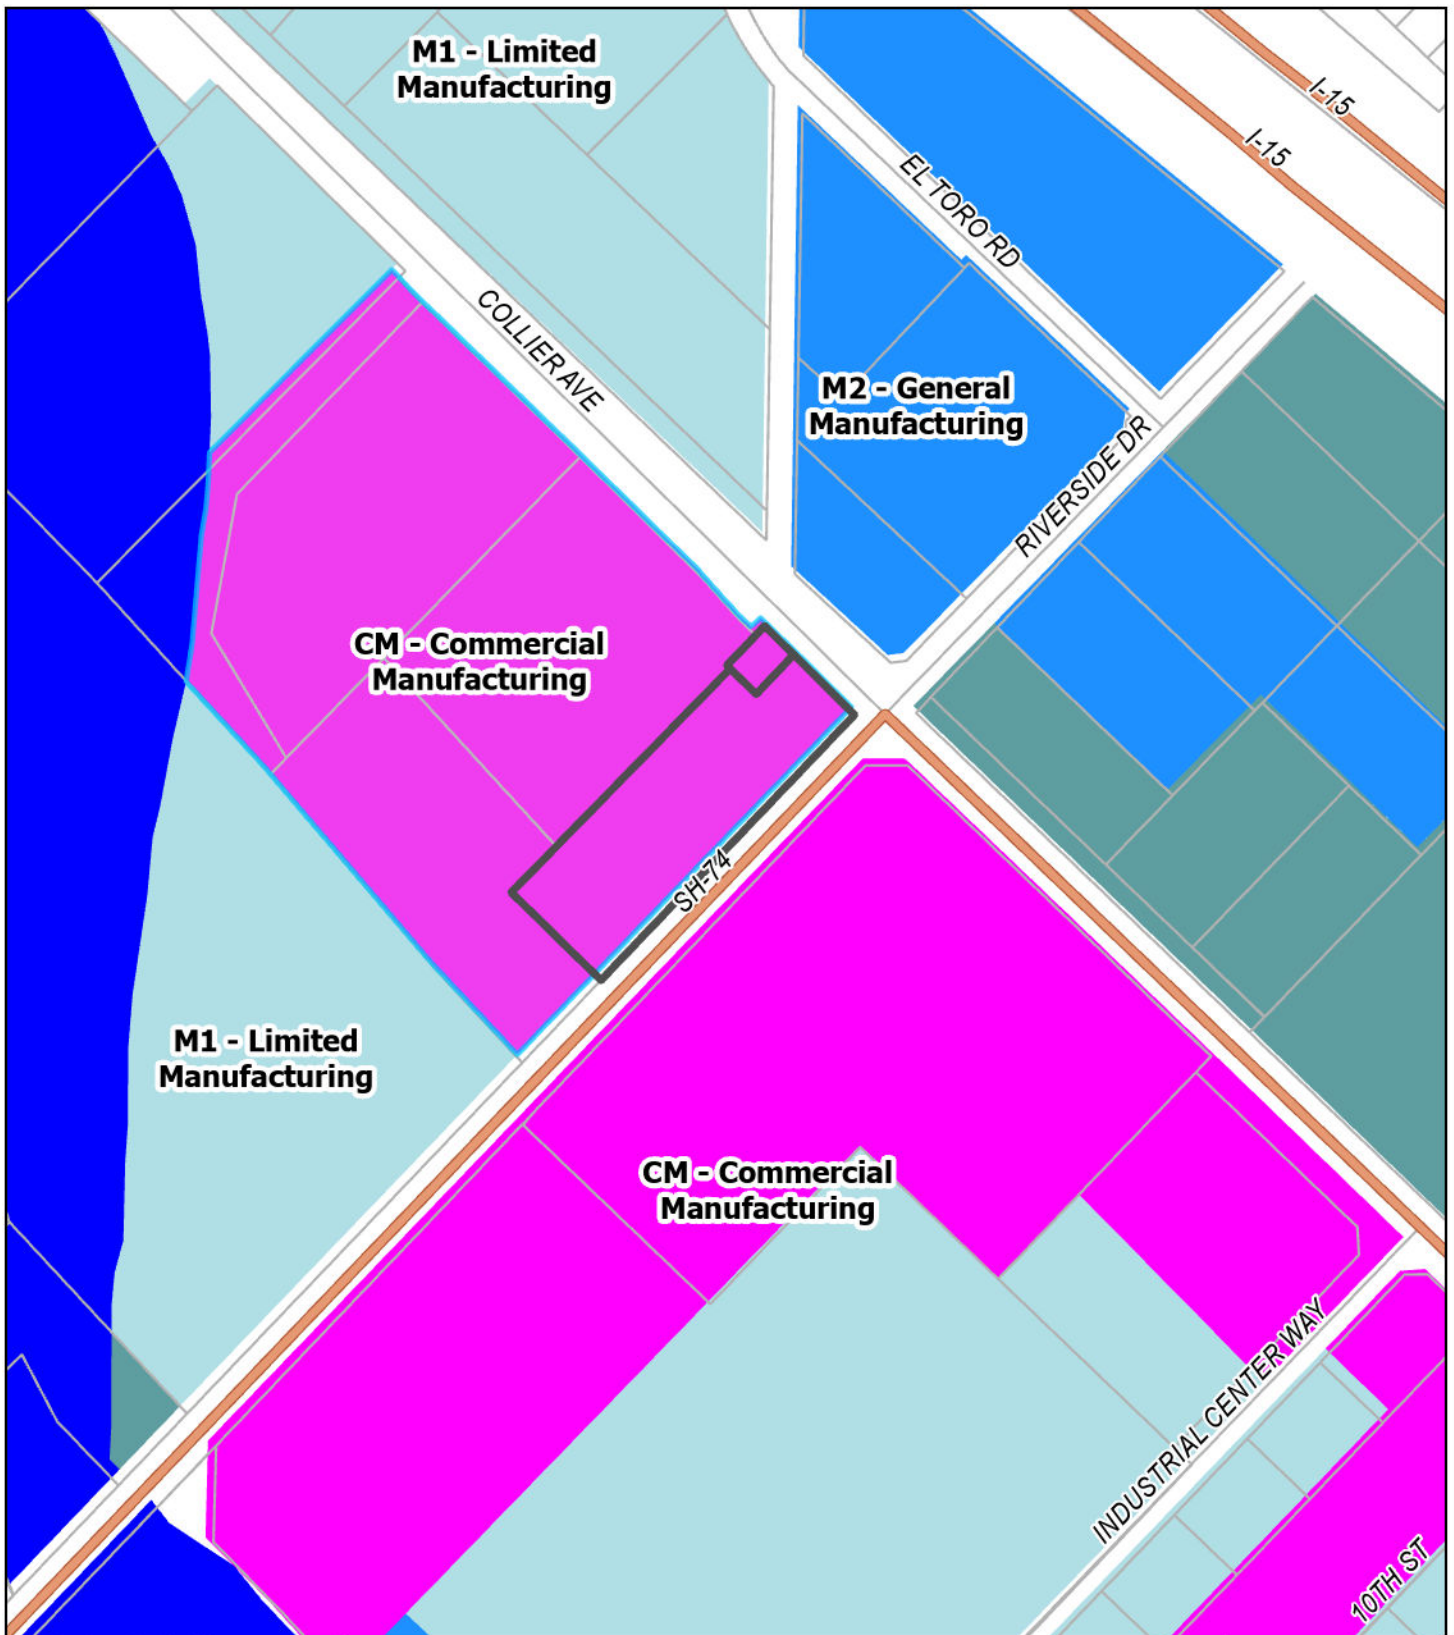 M1 - Limited
Manufacturing
I-15
I-15
EL TORO RD
COLLIER AVE
M2 - General
Manufacturing
RIVERSIDE DR
CM - Commercial
Manufacturing
SH-74
M1 - Limited
Manufacturing
CM - Commercial
Manufacturing
INDUSTRIAL CENTER WAY
10TH ST